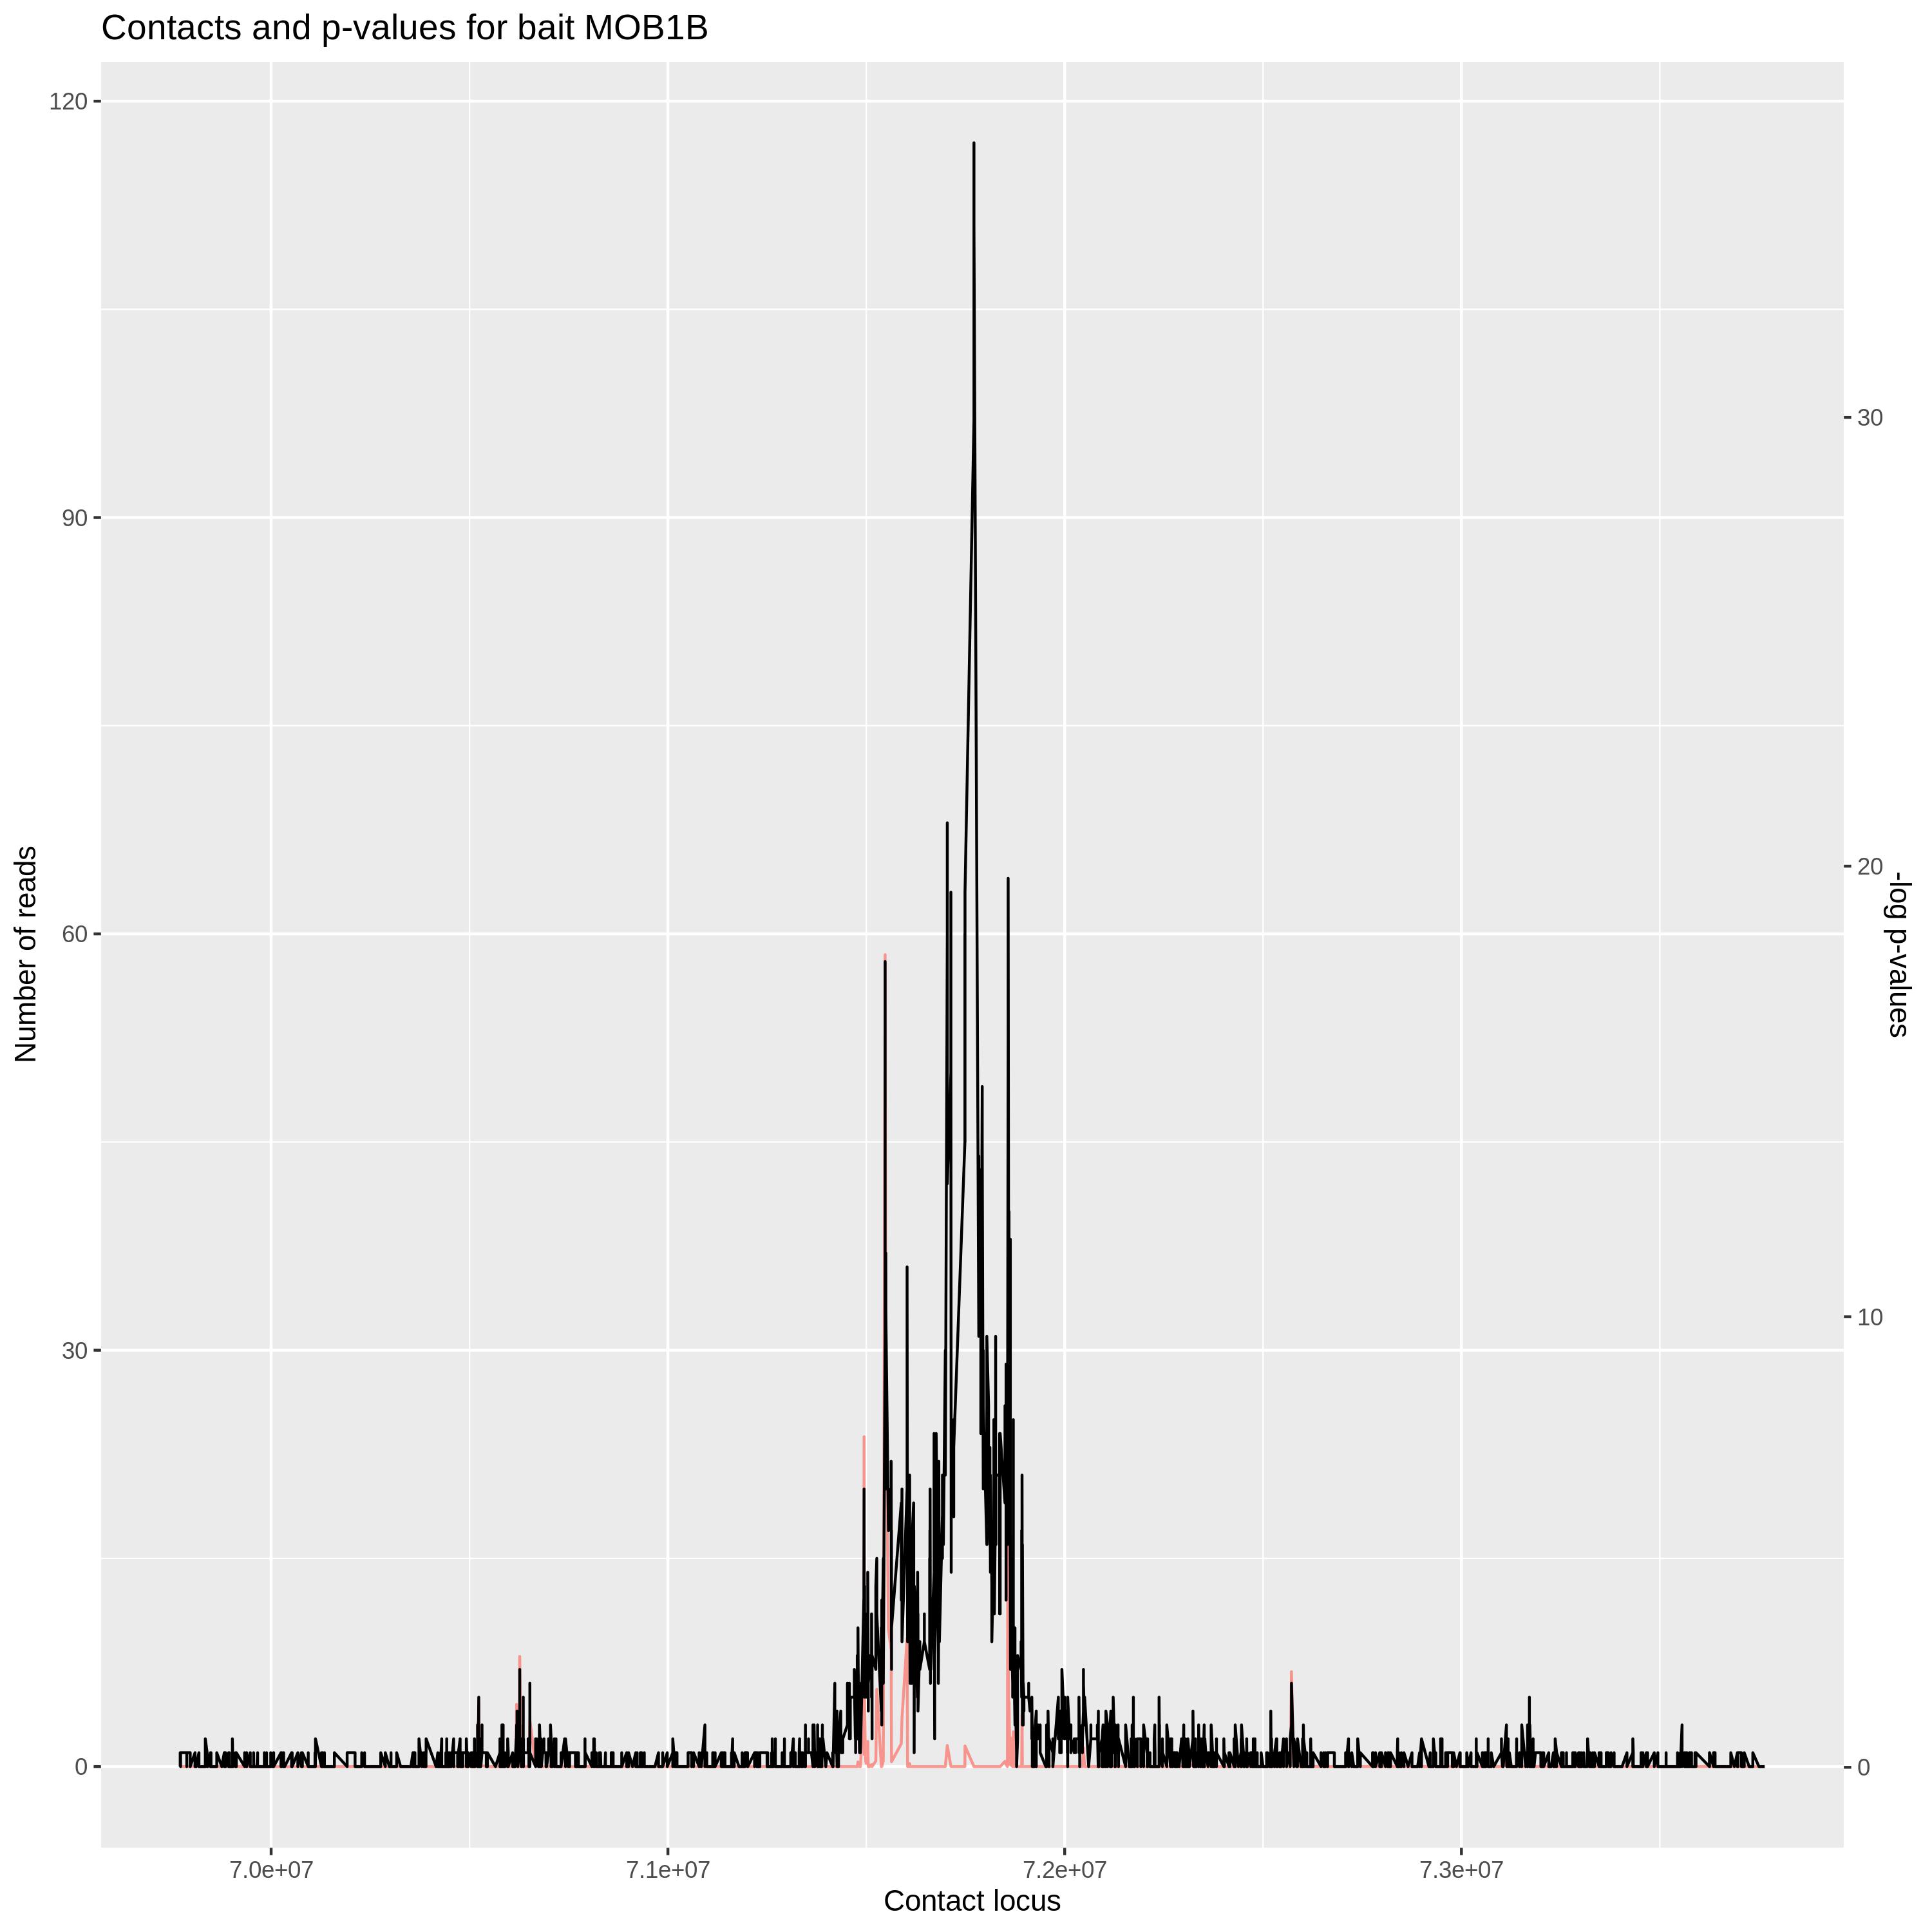 Contacts and p-values for bait MOB1B
120
90
60
30
0
Number of reads
30
20
10
0
-log p-values
7.0e+07
7.1e+07
7.2e+07
7.3e+07
Contact locus